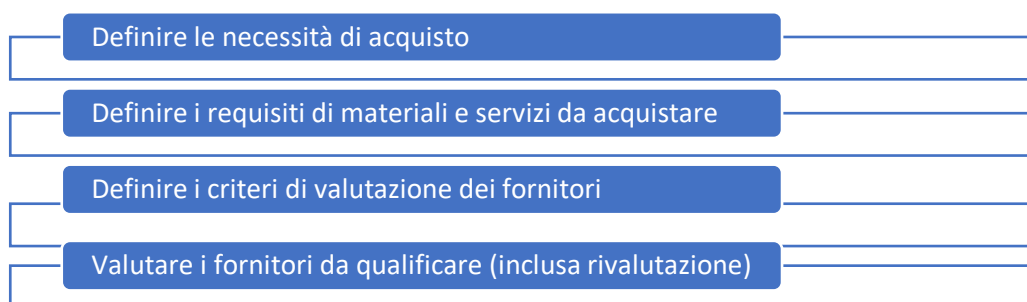 Definire le necessità di acquisto
Definire i requisiti di materiali e servizi da acquistare
Definire i criteri di valutazione dei fornitori
Valutare i fornitori da qualificare (inclusa rivalutazione)